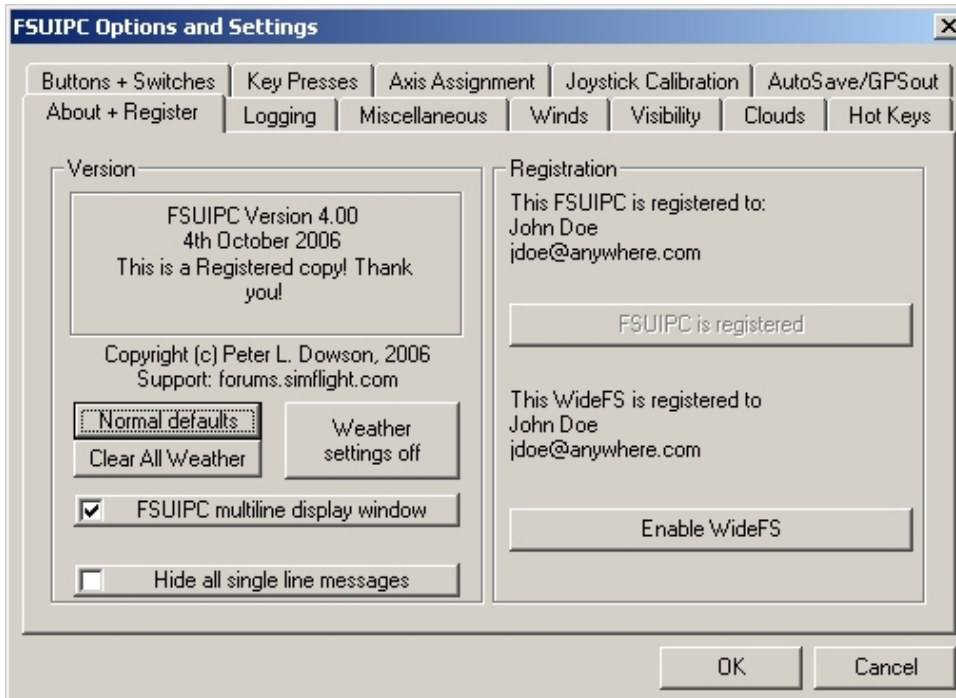 FSUIPC Options and Settings
Buttons + Switches
Key Presses
Axis Assignment
Joystick Calibration
AutoSave/GPSout
About + Register
Logging
Miscellaneous
Winds
Visibility
Clouds
Hot Keys
Version
FSUIPC Version 4.00
4th October 2006
This is a Registered copy! Thank
you!
Copyright (c) Peter L. Dowson, 2006
Support: forums.simflight.com
Normal defaults
Clear All Weather
Weather
settings off
FSUIPC multiline display window
Hide all single line messages
Registration
This FSUIPC is registered to:
John Doe
jdoe@anywhere.com
FSUIPC is registered
This WideFS is registered to
John Doe
jdoe@anywhere.com
Enable WideFS
OK
Cancel